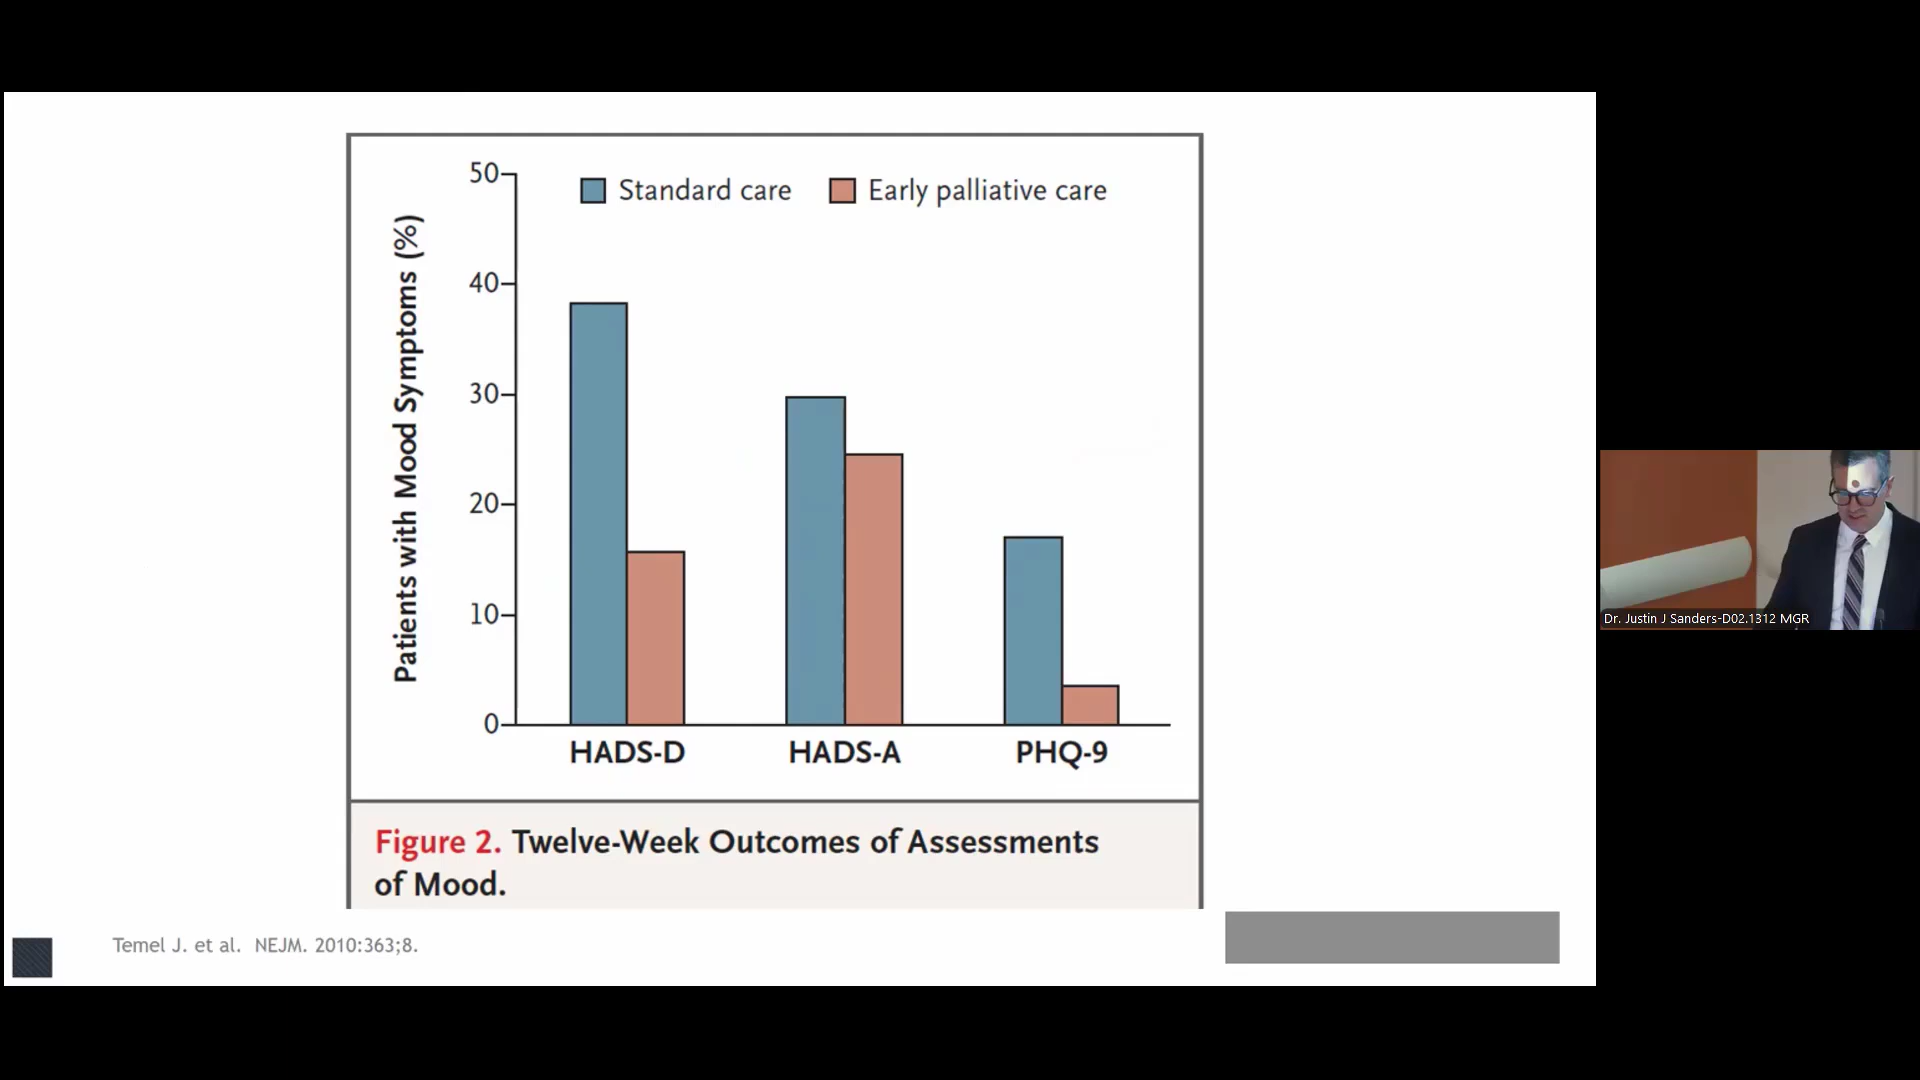 50
Standard care
Early palliative care
Patients with Mood Symptoms (%)
40
30
20
10
0
HADS-D
HADS-A
PHQ-9
Figure 2. Twelve-Week Outcomes of Assessments
of Mood.
Temel J. et al. NEJM. 2010:363;8.
Dr. Justin J Sanders-D02.1312 MGR